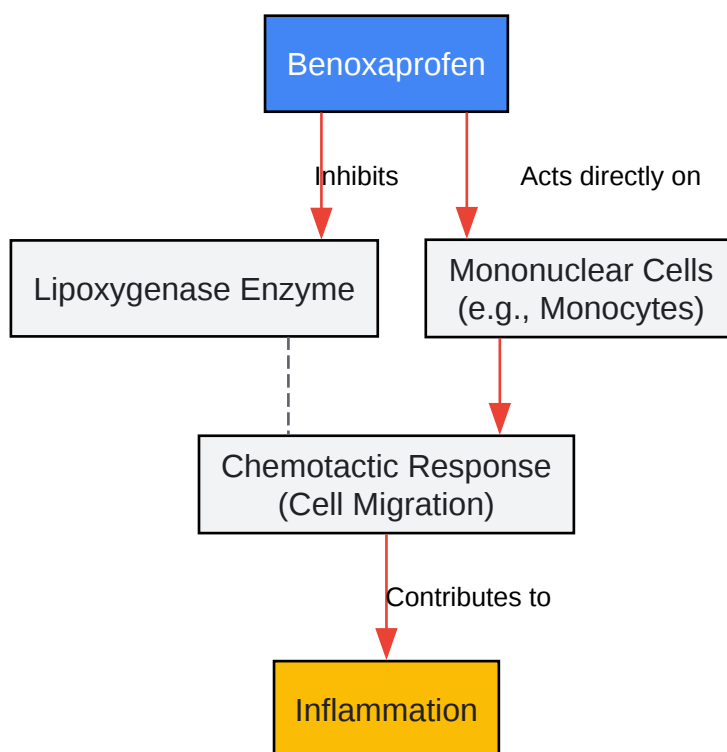 Benoxaprofen
Inhibits
Acts directly on
Lipoxygenase Enzyme
Mononuclear Cells
(e.g., Monocytes)
Chemotactic Response
(Cell Migration)
Contributes to
Inflammation